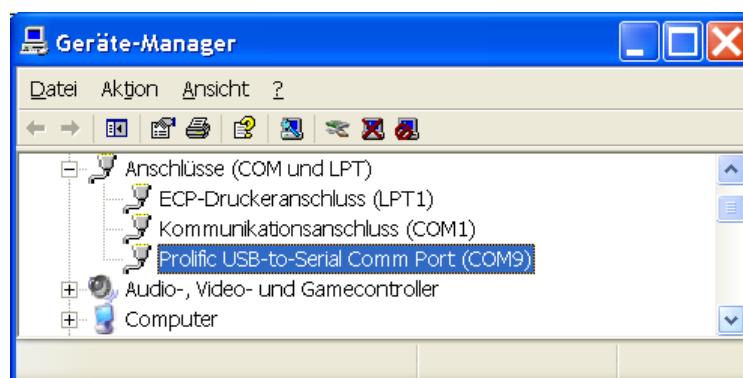 Geräte-Manager
Datei Aktion Ansicht ?
Anschlüsse (COM und LPT)
ECP-Druckeranschluss (LPT1)
Kommunikationsanschluss (COM1)
Prolific USB-to-Serial Comm Port (COM9)
Audio-, Video- und Gamecontroller
Computer